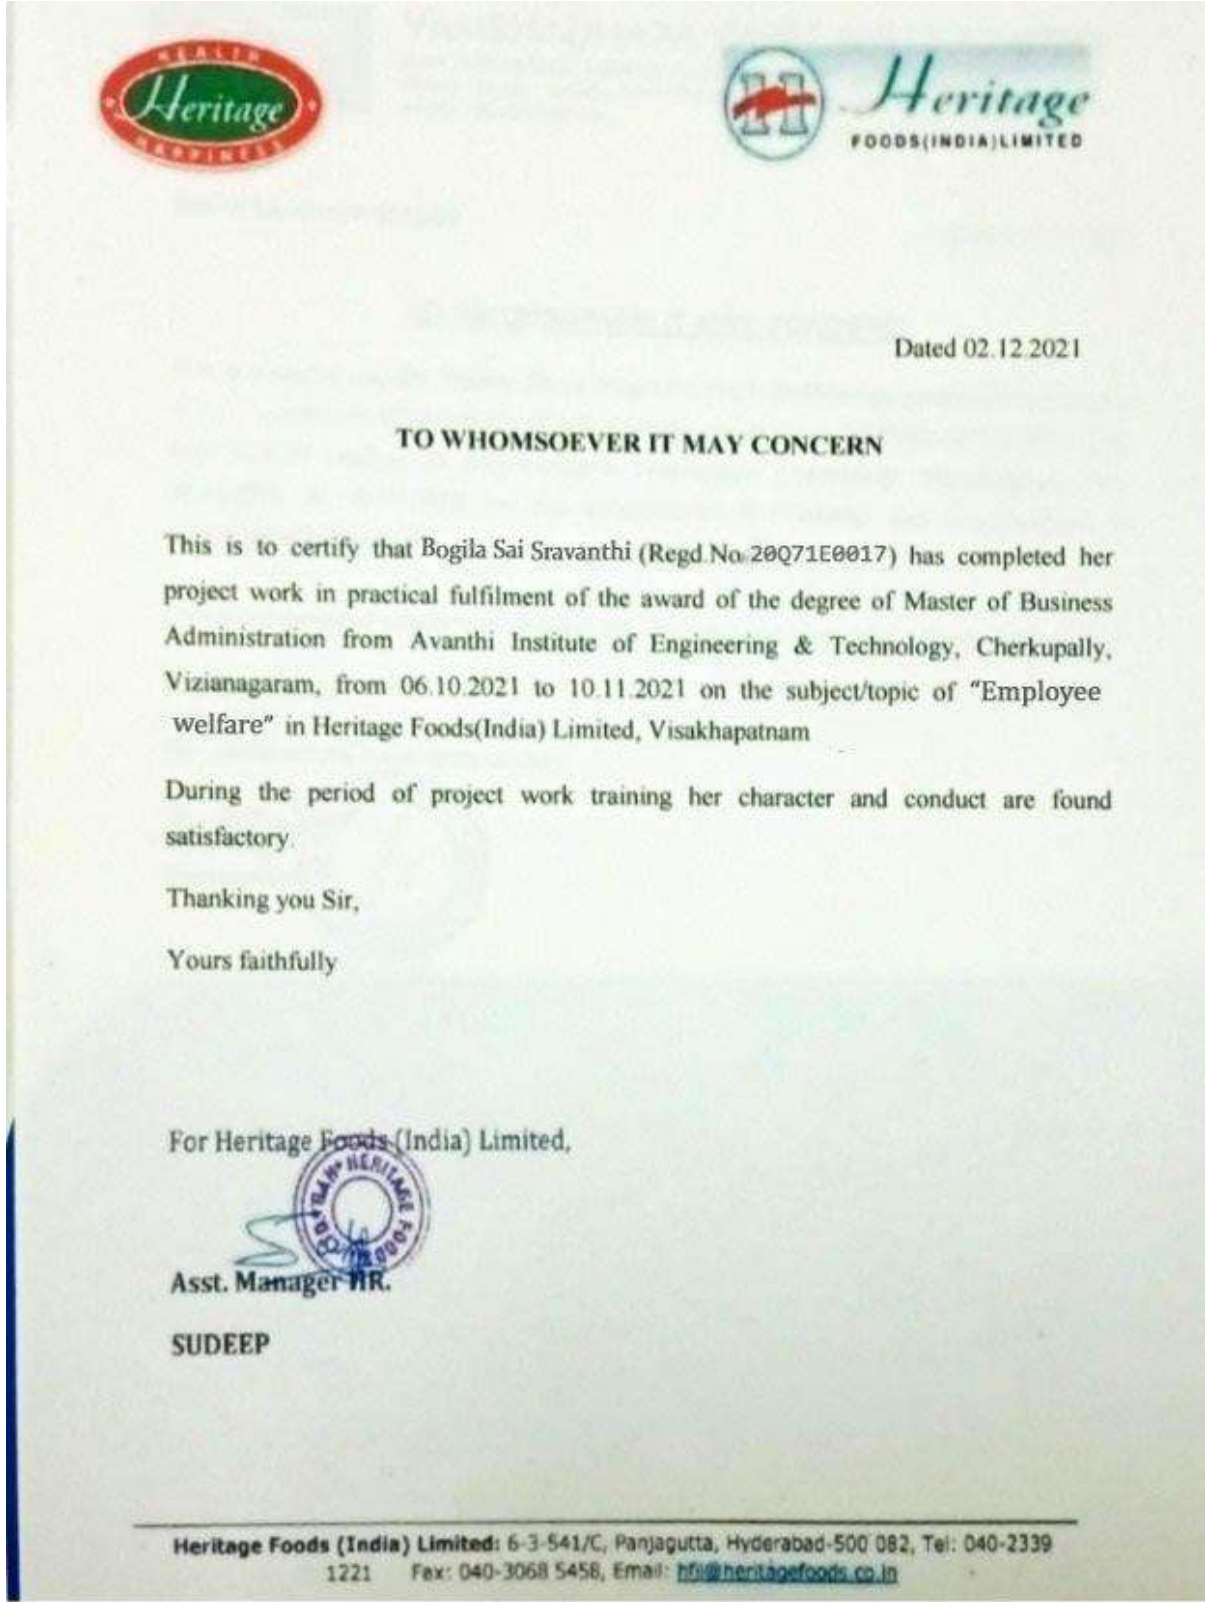 HEALTH
Heritage
HAPPINESS
H
Heritage
FOODS(INDIA)LIMITED
Dated 02.12.2021
TO WHOMSOEVER IT MAY CONCERN
This is to certify that Bogila Sai Sravanthi (Regd.No.20Q71E0017) has completed her
project work in practical fulfilment of the award of the degree of Master of Business
Administration from Avanthi Institute of Engineering & Technology, Cherkupally,
Vizianagaram, from 06.10.2021 to 10.11.2021 on the subject/topic of “Employee
welfare” in Heritage Foods(India) Limited, Visakhapatnam
During the period of project work training her character and conduct are found
satisfactory.
Thanking you Sir,
Yours faithfully
For Heritage Foods (India) Limited,
HERITAGE FOODS
Asst. Manager HR.
SUDEEP
Heritage Foods (India) Limited: 6-3-541/C, Panjagutta, Hyderabad-500 082, Tel: 040-2339
1221 Fax: 040-3068 5458, Email: hfil@heritagefoods.co.in